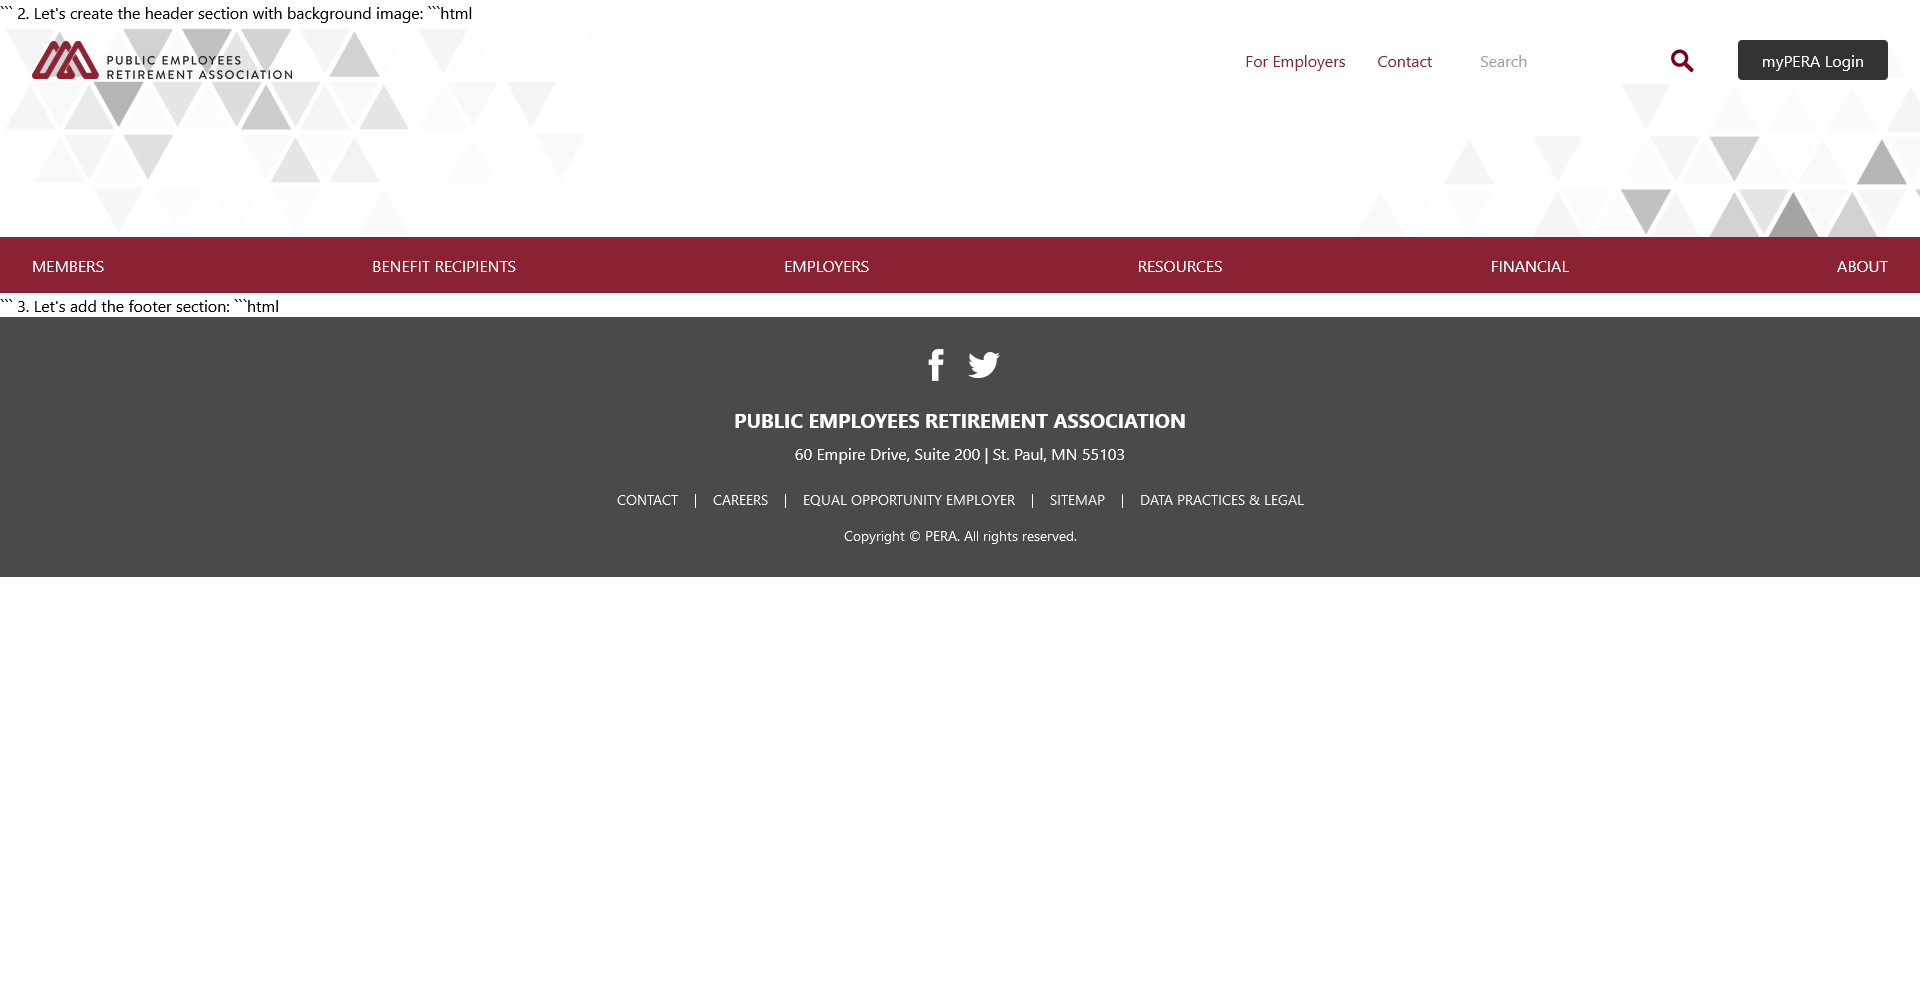 ``` 2. Let's create the header section with background image: ```html
PUBLIC EMPLOYEES
RETIREMENT ASSOCIATION
For Employers Contact Search myPERA Login
MEMBERS BENEFIT RECIPIENTS EMPLOYERS RESOURCES FINANCIAL ABOUT
``` 3. Let's add the footer section: ```html
PUBLIC EMPLOYEES RETIREMENT ASSOCIATION
60 Empire Drive, Suite 200 | St. Paul, MN 55103
CONTACT | CAREERS | EQUAL OPPORTUNITY EMPLOYER | SITEMAP | DATA PRACTICES & LEGAL
Copyright © PERA. All rights reserved.